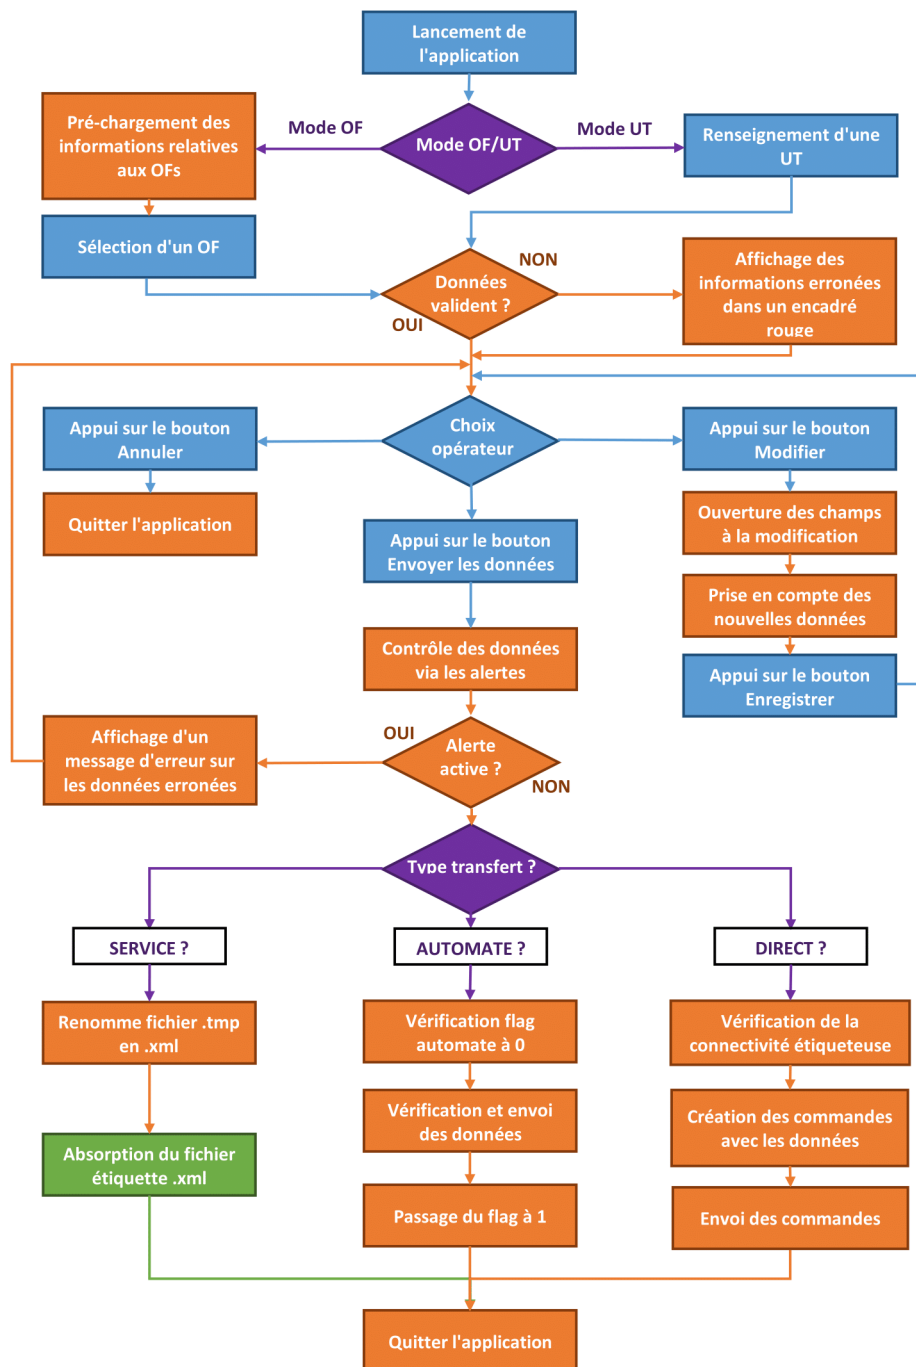 Lancement de
l'application
Mode OF
Mode OF/UT
Mode UT
Pré-chargement des
informations relatives
aux OFs
Renseignement d'une
UT
Sélection d'un OF
Données
valident ?
NON
OUI
Affichage des
informations erronées
dans un encadré
rouge
Appui sur le bouton
Annuler
Choix
opérateur
Appui sur le bouton
Modifier
Quitter l'application
Ouverture des champs
à la modification
Appui sur le bouton
Envoyer les données
Prise en compte des
nouvelles données
Contrôle des données
via les alertes
Appui sur le bouton
Enregistrer
Affichage d'un
message d'erreur sur
les données erronées
OUI
Alerte
active ?
NON
Type transfert ?
SERVICE ?
AUTOMATE ?
DIRECT ?
Renomme fichier .tmp
en .xml
Vérification flag
automate à 0
Vérification de la
connectivité étiqueteuse
Absorption du fichier
étiquette .xml
Vérification et envoi
des données
Création des commandes
avec les données
Passage du flag à 1
Envoi des commandes
Quitter l'application